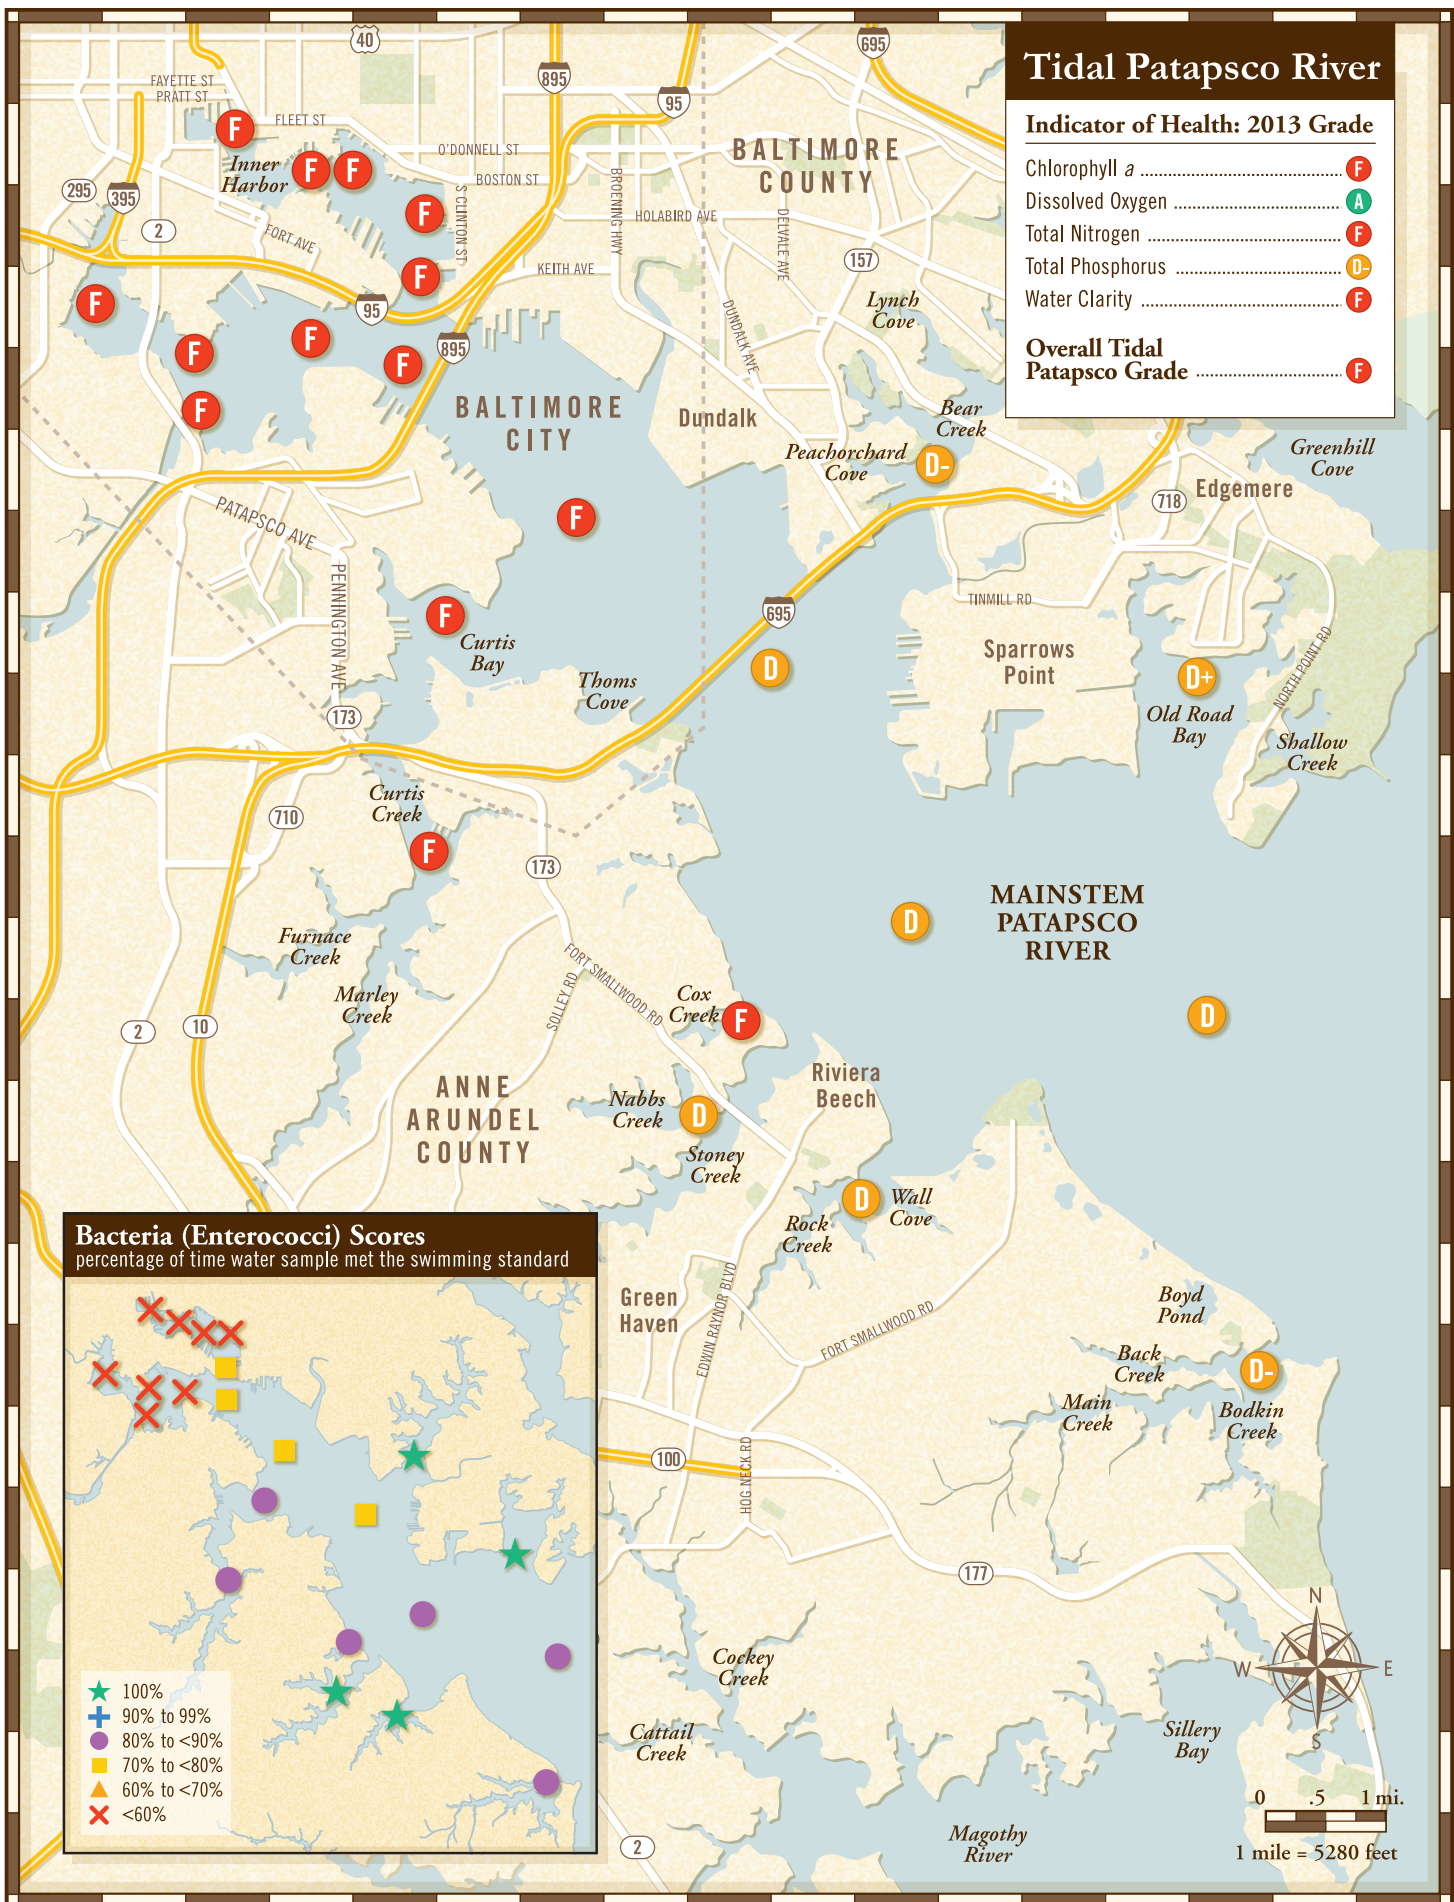 Tidal Patapsco River
Indicator of Health: 2013 Grade
Chlorophyll a F
Dissolved Oxygen A
Total Nitrogen F
Total Phosphorus D-
Water Clarity F
Overall Tidal
Patapsco Grade F
40
895
95
695
FAYETTE ST
PRATT ST
FLEET ST
F
Inner
Harbor
F
F
O'DONNELL ST
BOSTON ST
BALTIMORE
COUNTY
295
395
2
F
S CLINTON ST
BROENING HWY
HOLABIRD AVE
DELVALE AVE
FORT AVE
KEITH AVE
157
F
F
95
DUNDALK AVE
Lynch
Cove
F
F
F
895
F
BALTIMORE
CITY
Dundalk
Bear
Creek
Peachorchard
Cove
D-
Greenhill
Cove
Edgemere
718
PATAPSCO AVE
F
PENNINGTON AVE
F
Curtis
Bay
695
TINMILL RD
Sparrows
Point
NORTH POINT RD
D
D+
Old Road
Bay
Thoms
Cove
173
Shallow
Creek
Curtis
Creek
710
F
173
MAINSTEM
PATAPSCO
RIVER
D
Furnace
Creek
Marley
Creek
FORT SMALLWOOD RD
SOLLEY RD
Cox
Creek
F
D
2
10
Riviera
Beech
ANNE
ARUNDEL
COUNTY
Nabbs
Creek
D
Stoney
Creek
D
Wall
Cove
Rock
Creek
Green
Haven
EDWIN RAYNOR BLVD
FORT SMALLWOOD RD
Boyd
Pond
Back
Creek
D-
Main
Creek
Bodkin
Creek
100
HOG NECK RD
177
Cockey
Creek
Cattail
Creek
Sillery
Bay
Magothy
River
2
N
W
E
S
0 .5 1 mi.
1 mile = 5280 feet
Bacteria (Enterococci) Scores
percentage of time water sample met the swimming standard
100%
90% to 99%
80% to <90%
70% to <80%
60% to <70%
<60%